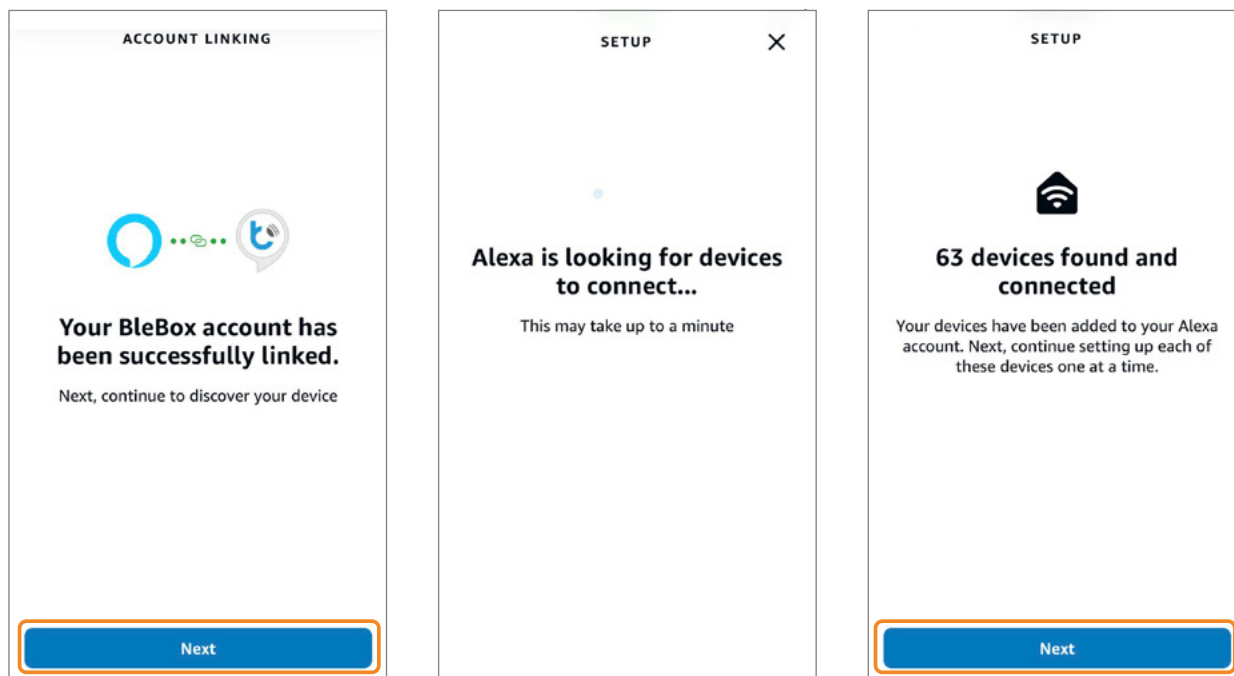 ACCOUNT LINKING
Your BleBox account has
been successfully linked.
Next, continue to discover your device
Next
SETUP
Alexa is looking for devices
to connect...
This may take up to a minute
SETUP
63 devices found and
connected
Your devices have been added to your Alexa
account. Next, continue setting up each of
these devices one at a time.
Next